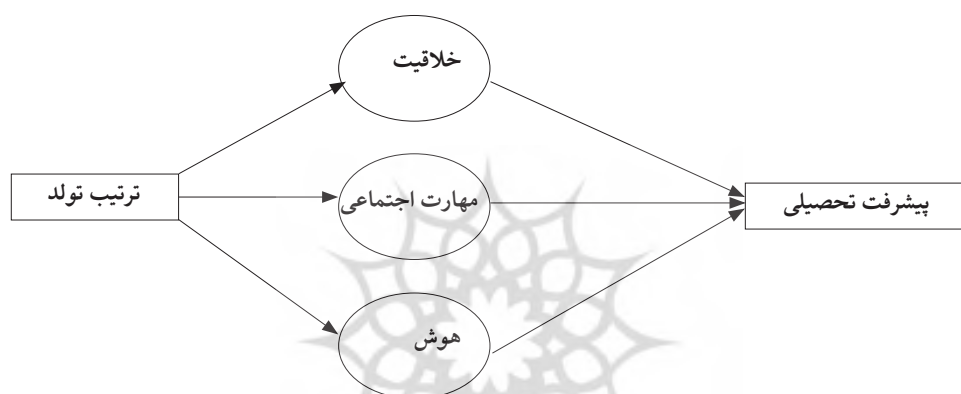 خلاقیت
ترتیب تولد
مهارت اجتماعی
پیشرفت تحصیلی
هوش